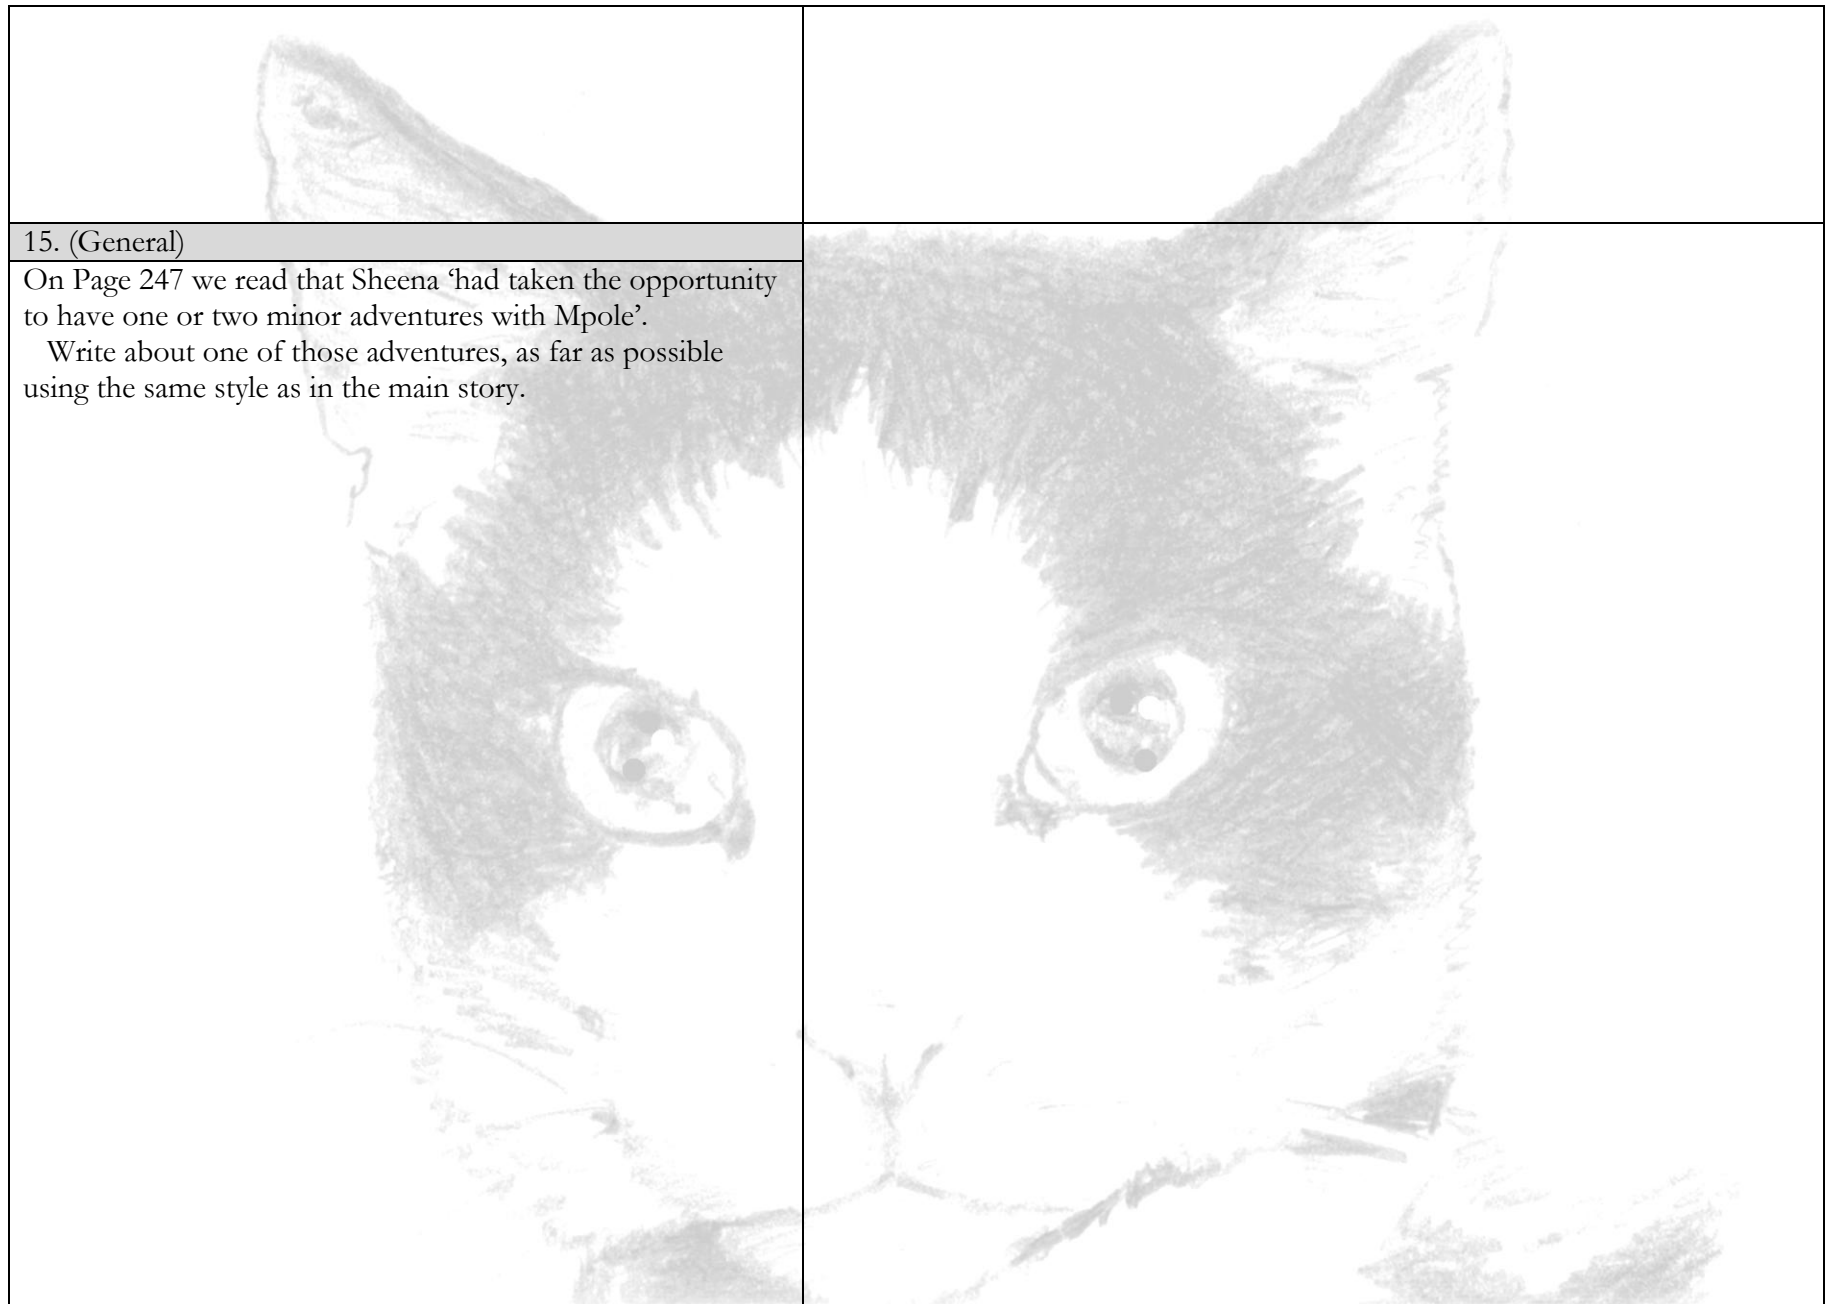 15. (General)
On Page 247 we read that Sheena ‘had taken the opportunity
to have one or two minor adventures with Mpole’.
Write about one of those adventures, as far as possible
using the same style as in the main story.